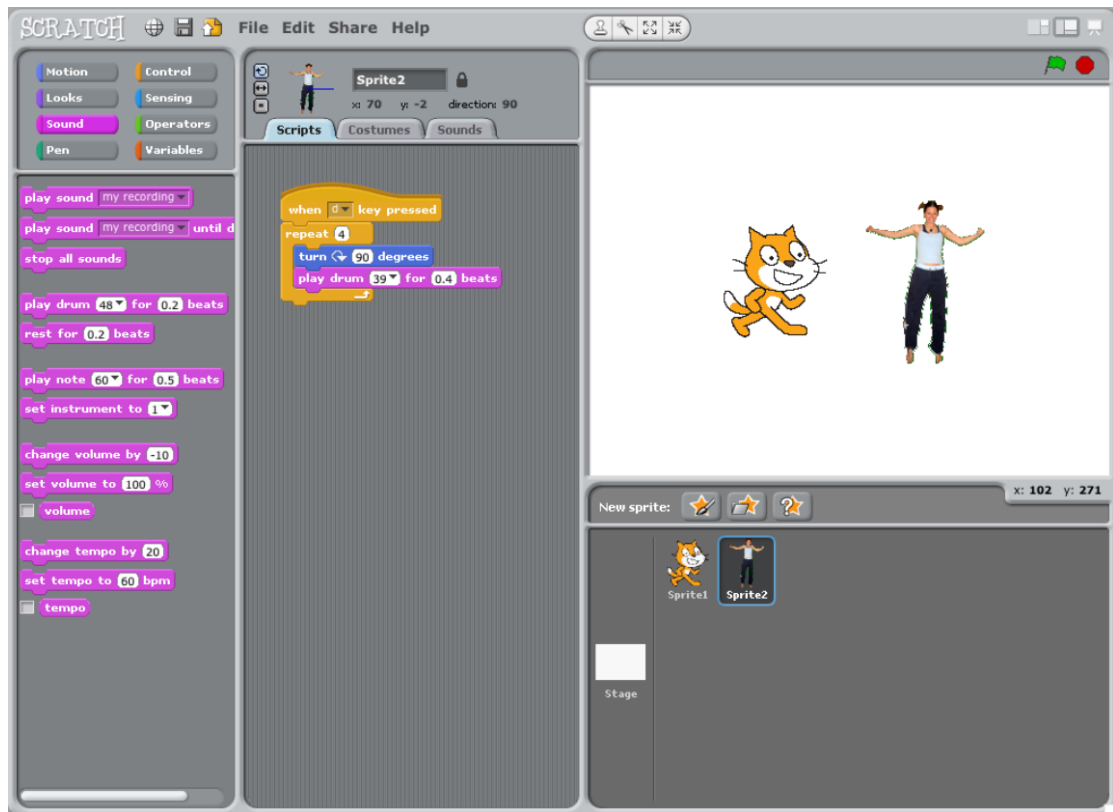 SCRATCH File Edit Share Help
Motion Control
Looks Sensing
Sound Operators
Pen Variables
play sound my recording
play sound my recording until d
stop all sounds
play drum 48 for 0.2 beats
rest for 0.2 beats
play note 60 for 0.5 beats
set instrument to 1
change volume by -10
set volume to 100 %
volume
change tempo by 20
set tempo to 60 bpm
tempo
Sprite2
x: 70 y: -2 direction: 90
Scripts Costumes Sounds
when d key pressed
repeat 4
turn 90 degrees
play drum 39 for 0.4 beats
x: 102 y: 271
New sprite:
Sprite1 Sprite2
Stage